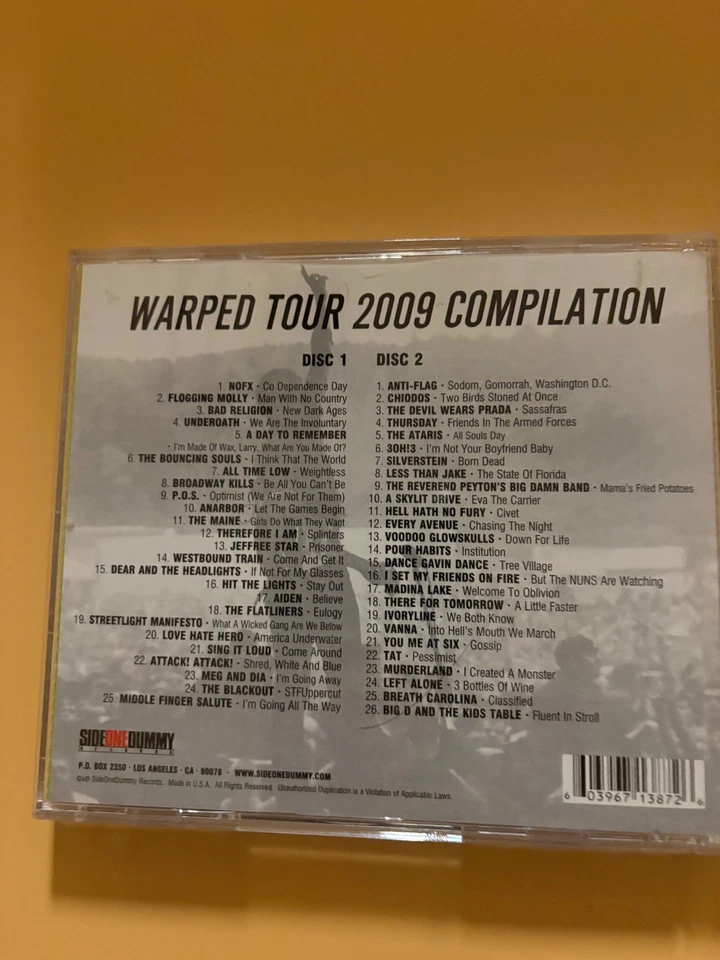 WARPED TOUR 2009 COMPILATION
DISC 1
1. NOFX · Co Dependence Day
2. FLOGGING MOLLY · Man With No Country
3. BAD RELIGION · New Dark Ages
4. UNDEROATH · We Are The Involuntary
5. A DAY TO REMEMBER
· I'm Made Of Wax, Larry, What Are You Made Of?
6. THE BOUNCING SOULS · I Think That The World
7. ALL TIME LOW · Weightless
8. BROADWAY KILLS · Be All You Can't Be
9. P.O.S. · Optimist (We Are Not For Them)
10. ANARBOR · Let The Games Begin
11. THE MAINE · Girls Do What They Want
12. THEREFORE I AM · Splinters
13. JEFFREE STAR · Prisoner
14. WESTBOUND TRAIN · Come And Get It
15. DEAR AND THE HEADLIGHTS · If Not For My Glasses
16. HIT THE LIGHTS · Stay Out
17. AIDEN · Believe
18. THE FLATLINERS · Eulogy
19. STREETLIGHT MANIFESTO · What A Wicked Gang Are We Below
20. LOVE HATE HERO · America Underwater
21. SING IT LOUD · Come Around
22. ATTACK! ATTACK! · Shred, White And Blue
23. MEG AND DIA · I'm Going Away
24. THE BLACKOUT · STFUppercut
25. MIDDLE FINGER SALUTE · I'm Going All The Way
DISC 2
1. ANTI-FLAG · Sodom, Gomorrah, Washington D.C.
2. CHIODOS · Two Birds Stoned At Once
3. THE DEVIL WEARS PRADA · Sassafras
4. THURSDAY · Friends In The Armed Forces
5. THE ATARIS · All Souls Day
6. 3OH!3 · I'm Not Your Boyfriend Baby
7. SILVERSTEIN · Born Dead
8. LESS THAN JAKE · The State Of Florida
9. THE REVEREND PEYTON'S BIG DAMN BAND · Mama's Fried Potatoes
10. A SKYLIT DRIVE · Eva The Carrier
11. HELL HATH NO FURY · Civet
12. EVERY AVENUE · Chasing The Night
13. VOODOO GLOWSKULLS · Down For Life
14. POUR HABITS · Institution
15. DANCE GAVIN DANCE · Tree Village
16. I SET MY FRIENDS ON FIRE · But The NUNS Are Watching
17. MADINA LAKE · Welcome To Oblivion
18. THERE FOR TOMORROW · A Little Faster
19. IVORYLINE · We Both Know
20. VANNA · Into Hell's Mouth We March
21. YOU ME AT SIX · Gossip
22. TAT · Pessimist
23. MURDERLAND · I Created A Monster
24. LEFT ALONE · 3 Bottles Of Wine
25. BREATH CAROLINA · Classified
26. BIG D AND THE KIDS TABLE · Fluent In Stroll
SIDEONEDUMMY
P.O. BOX 2350 · LOS ANGELES · CA · 90078 · WWW.SIDEONEDUMMY.COM
SideOneDummy Records. Made in U.S.A. All Rights Reserved. Unauthorized Duplication is a Violation of Applicable Laws.
6 03967 13872 6